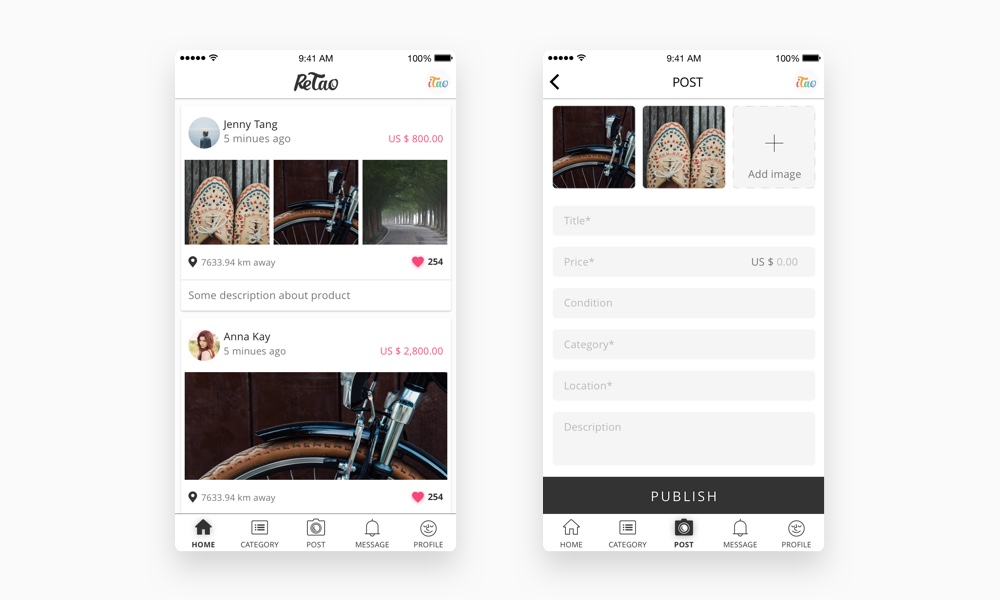 9:41 AM
100%
ReTao
iTao
Jenny Tang
5 minues ago
US $ 800.00
7633.94 km away
254
Some description about product
Anna Kay
5 minues ago
US $ 2,800.00
7633.94 km away
254
HOME
CATEGORY
POST
MESSAGE
PROFILE
9:41 AM
100%
POST
iTao
Add image
Title*
Price*
US $ 0.00
Condition
Category*
Location*
Description
PUBLISH
HOME
CATEGORY
POST
MESSAGE
PROFILE